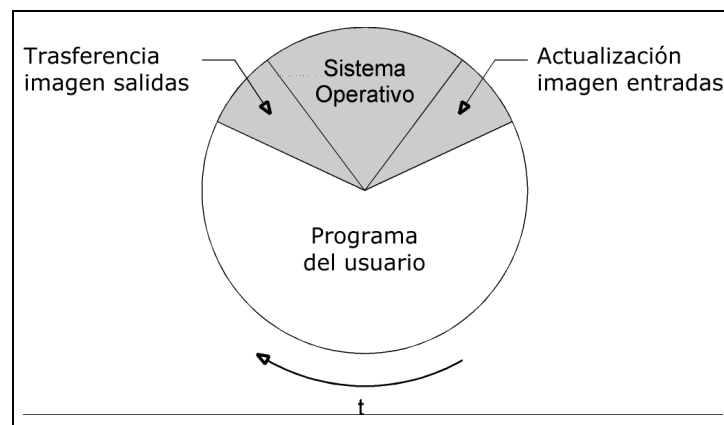 Trasferencia
imagen salidas
Sistema
Operativo
Actualización
imagen entradas
Programa
del usuario
t